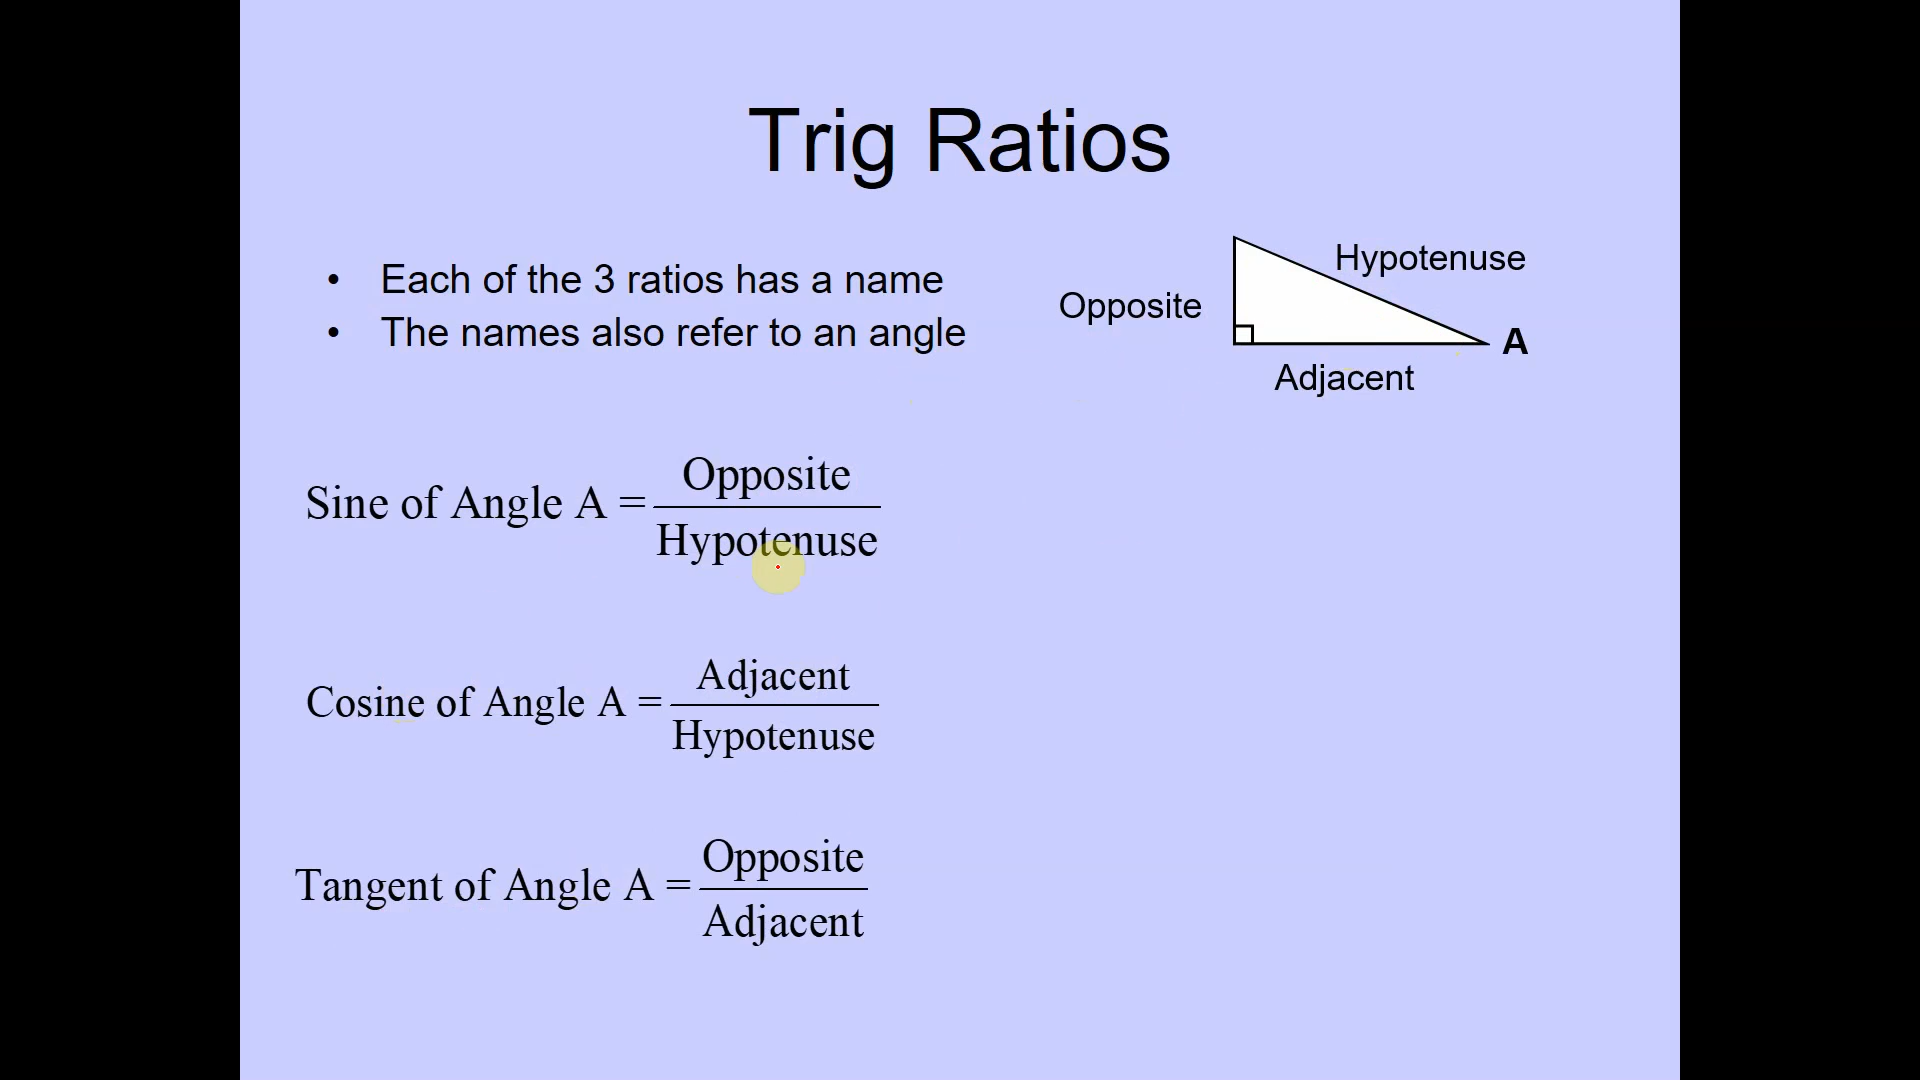 Trig Ratios
• Each of the 3 ratios has a name
• The names also refer to an angle
Hypotenuse
Opposite
A
Adjacent
Sine of Angle A = Opposite / Hypotenuse
Cosine of Angle A = Adjacent / Hypotenuse
Tangent of Angle A = Opposite / Adjacent